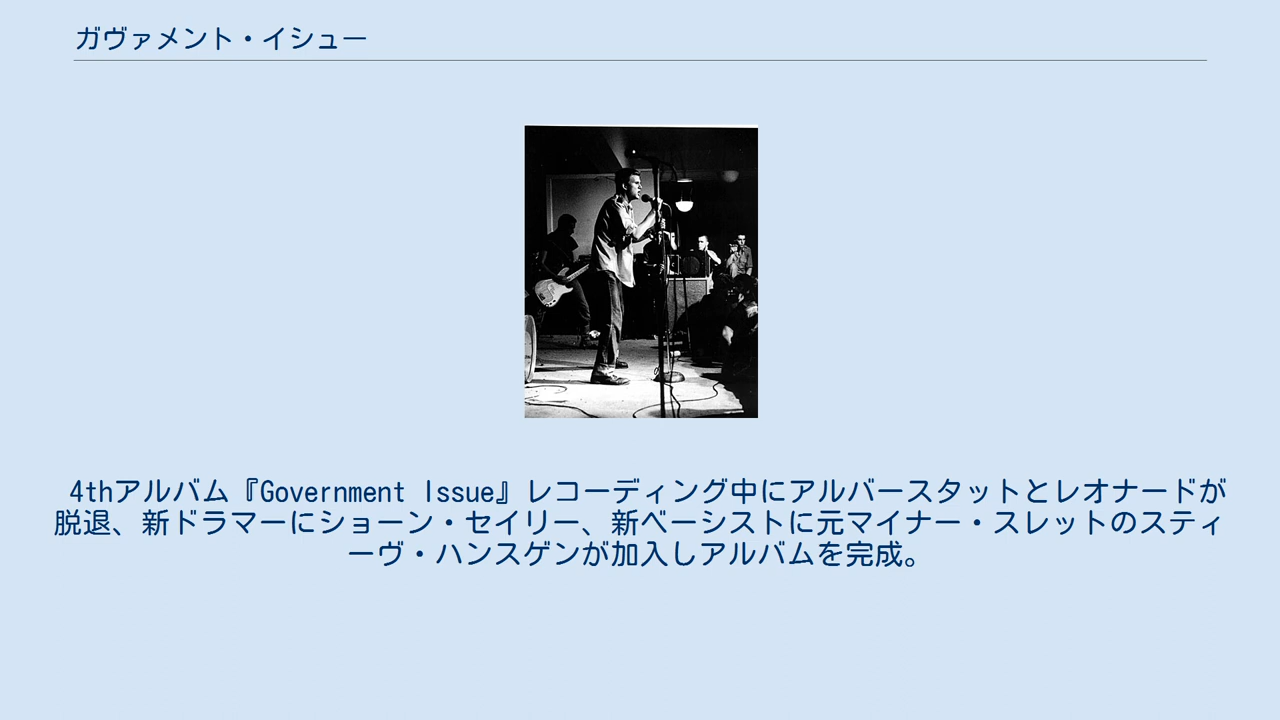 ガヴァメント・イシュー
4thアルバム『Government Issue』レコーディング中にアルバースタットとレオナードが
脱退、新ドラマーにショーン・セイリー、新ベーシストに元マイナー・スレットのスティ
ーヴ・ハンスゲンが加入しアルバムを完成。